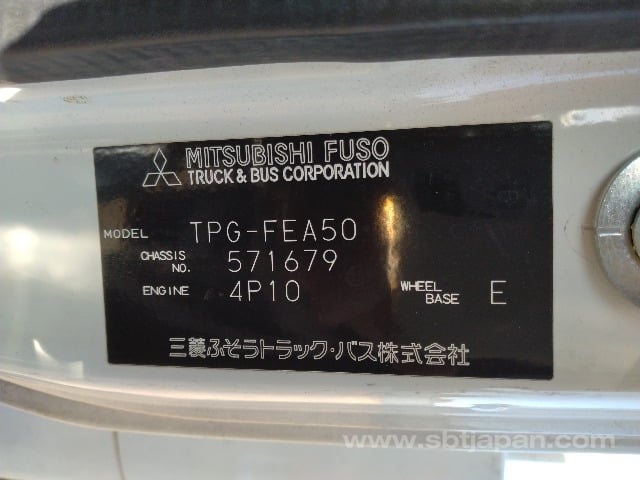 MITSUBISHI FUSO
TRUCK & BUS CORPORATION
MODEL TPG-FEA50
CHASSIS NO. 571679
ENGINE 4P10 WHEEL BASE E
三菱ふそうトラック・バス株式会社
www.sbtjapan.com